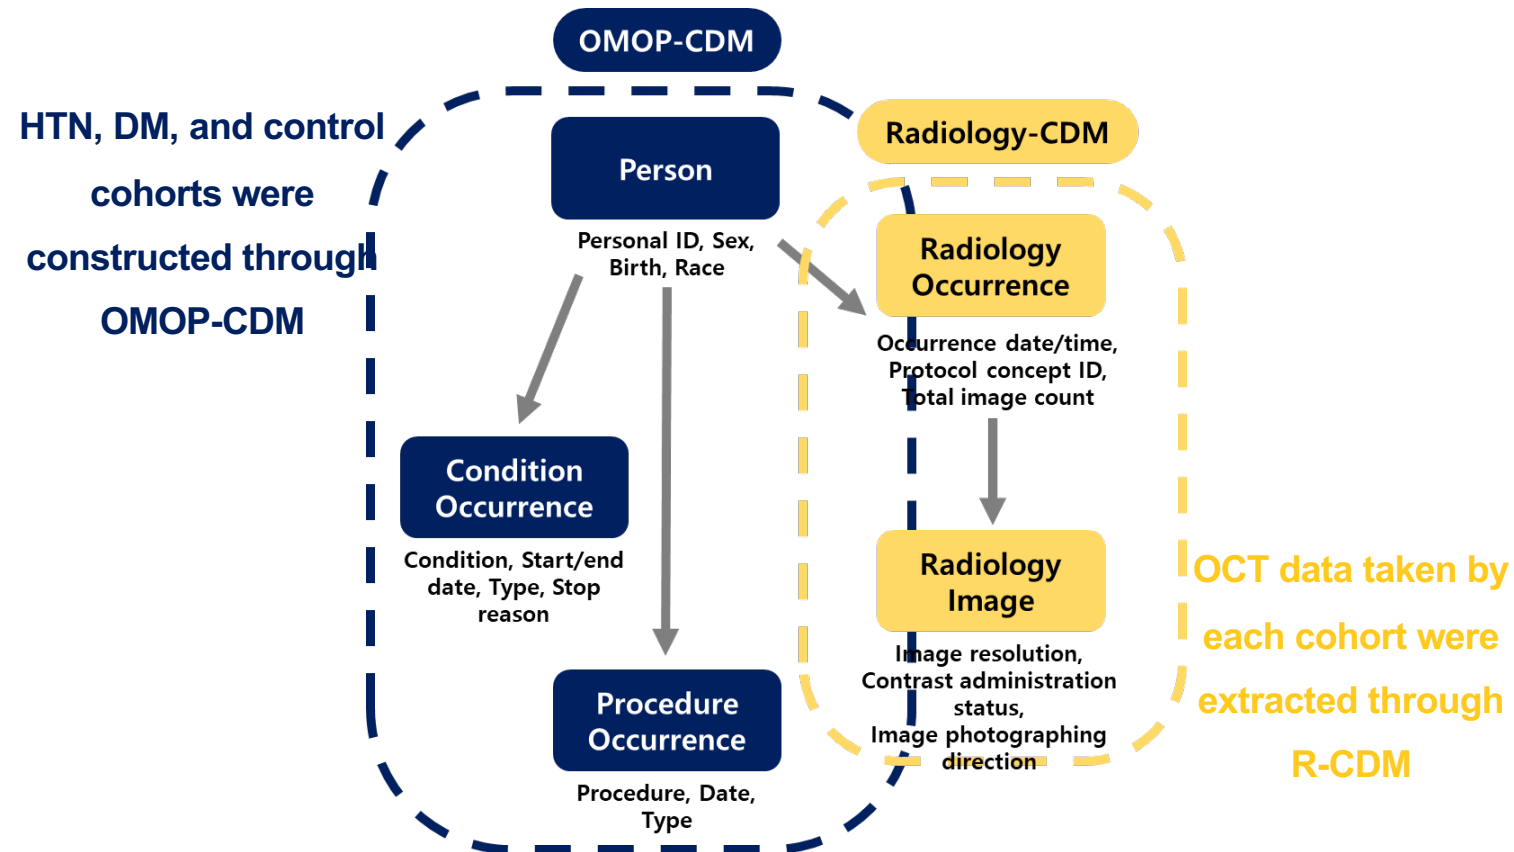 OMOP-CDM
HTN, DM, and control
cohorts were
constructed through
OMOP-CDM
Person
Personal ID, Sex,
Birth, Race
Radiology-CDM
Radiology
Occurrence
Occurrence date/time,
Protocol concept ID,
Total image count
Condition
Occurrence
Condition, Start/end
date, Type, Stop
reason
Radiology
Image
Image resolution,
Contrast administration
status,
Image photographing
direction
Procedure
Occurrence
Procedure, Date,
Type
OCT data taken by
each cohort were
extracted through
R-CDM